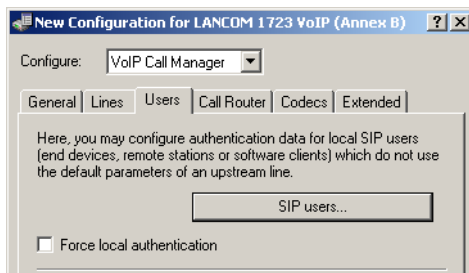 New Configuration for LANCOM 1723 VoIP (Annex B)
Configure: VoIP Call Manager
General Lines Users Call Router Codecs Extended
Here, you may configure authentication data for local SIP users
(end devices, remote stations or software clients) which do not use
the default parameters of an upstream line.
SIP users...
Force local authentication